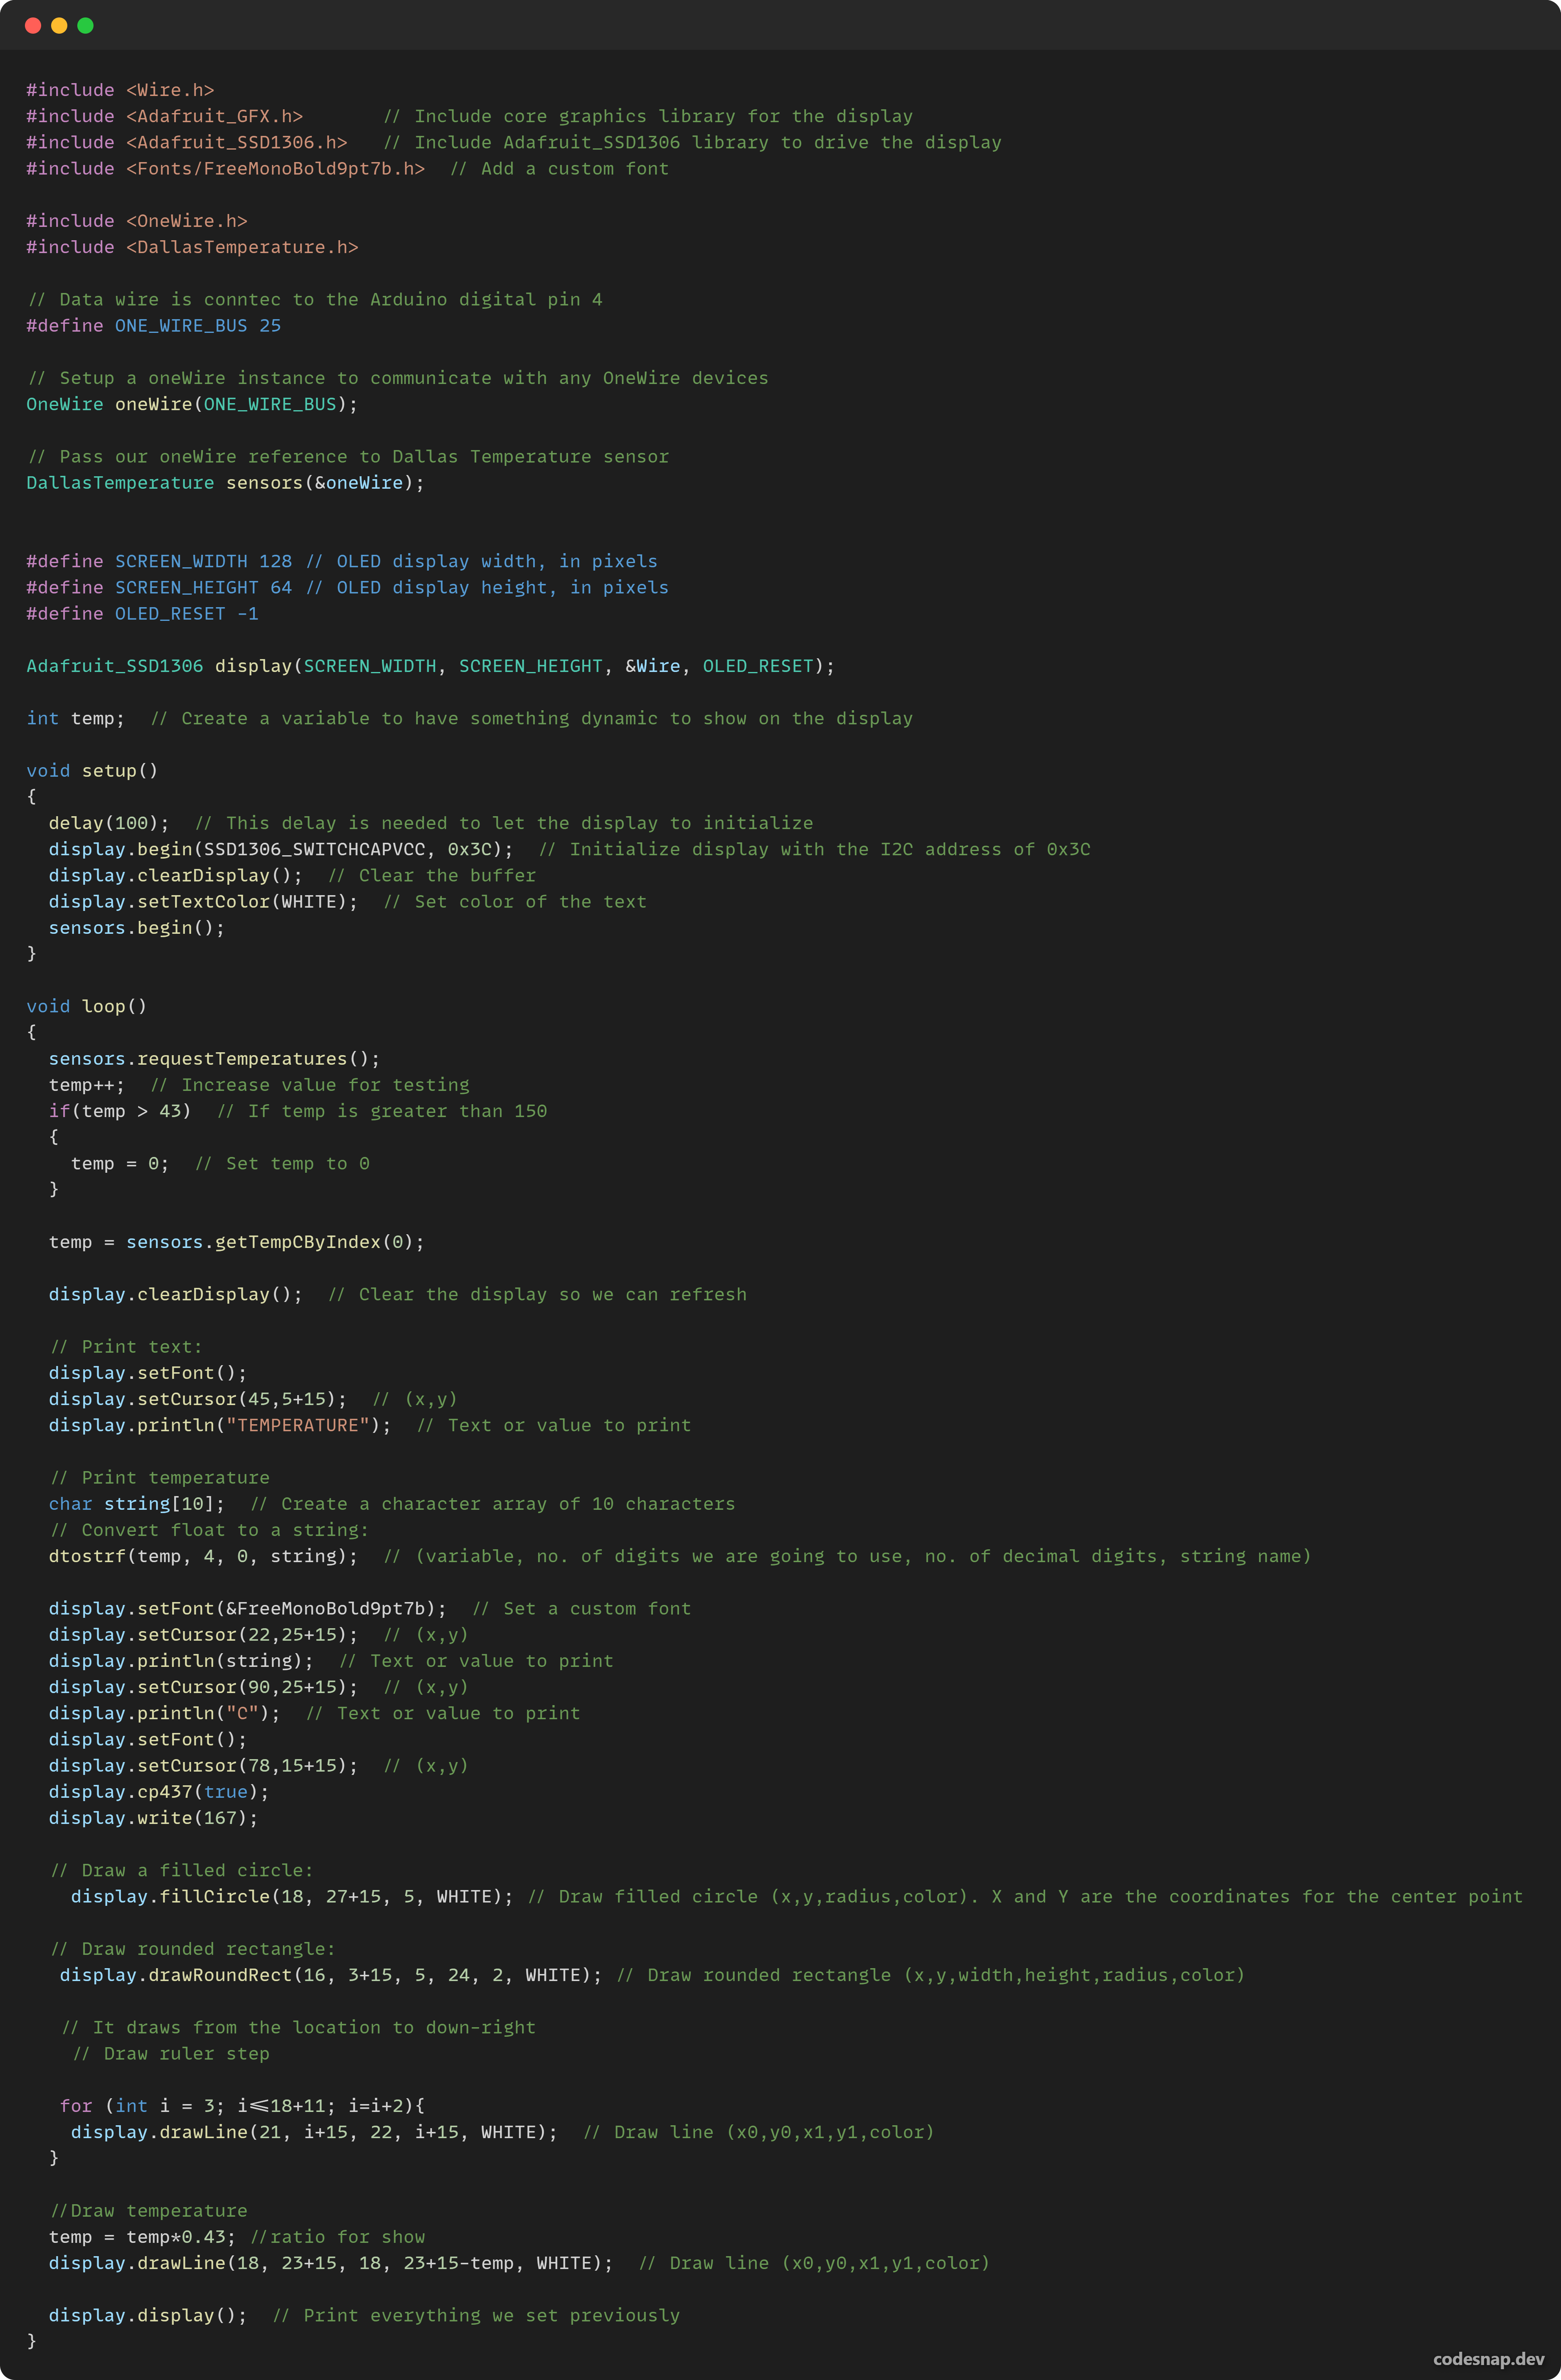 #include <Wire.h>
#include <Adafruit_GFX.h>       // Include core graphics library for the display
#include <Adafruit_SSD1306.h>   // Include Adafruit_SSD1306 library to drive the display
#include <Fonts/FreeMonoBold9pt7b.h>  // Add a custom font

#include <OneWire.h>
#include <DallasTemperature.h>

// Data wire is conntec to the Arduino digital pin 4
#define ONE_WIRE_BUS 25

// Setup a oneWire instance to communicate with any OneWire devices
OneWire oneWire(ONE_WIRE_BUS);

// Pass our oneWire reference to Dallas Temperature sensor
DallasTemperature sensors(&oneWire);


#define SCREEN_WIDTH 128 // OLED display width, in pixels
#define SCREEN_HEIGHT 64 // OLED display height, in pixels
#define OLED_RESET -1

Adafruit_SSD1306 display(SCREEN_WIDTH, SCREEN_HEIGHT, &Wire, OLED_RESET);

int temp;  // Create a variable to have something dynamic to show on the display

void setup()
{
  delay(100);  // This delay is needed to let the display to initialize
  display.begin(SSD1306_SWITCHCAPVCC, 0x3C);  // Initialize display with the I2C address of 0x3C
  display.clearDisplay();  // Clear the buffer
  display.setTextColor(WHITE);  // Set color of the text
  sensors.begin();
}

void loop()
{
  sensors.requestTemperatures();
  temp++;  // Increase value for testing
  if(temp > 43)  // If temp is greater than 150
  {
    temp = 0;  // Set temp to 0
  }

  temp = sensors.getTempCByIndex(0);

  display.clearDisplay();  // Clear the display so we can refresh

  // Print text:
  display.setFont();
  display.setCursor(45,5+15);  // (x,y)
  display.println("TEMPERATURE");  // Text or value to print

  // Print temperature
  char string[10];  // Create a character array of 10 characters
  // Convert float to a string:
  dtostrf(temp, 4, 0, string);  // (variable, no. of digits we are going to use, no. of decimal digits, string name)

  display.setFont(&FreeMonoBold9pt7b);  // Set a custom font
  display.setCursor(22,25+15);  // (x,y)
  display.println(string);  // Text or value to print
  display.setCursor(90,25+15);  // (x,y)
  display.println("C");  // Text or value to print
  display.setFont();
  display.setCursor(78,15+15);  // (x,y)
  display.cp437(true);
  display.write(167);

  // Draw a filled circle:
    display.fillCircle(18, 27+15, 5, WHITE); // Draw filled circle (x,y,radius,color). X and Y are the coordinates for the center point

  // Draw rounded rectangle:
   display.drawRoundRect(16, 3+15, 5, 24, 2, WHITE); // Draw rounded rectangle (x,y,width,height,radius,color)

   // It draws from the location to down-right
    // Draw ruler step

   for (int i = 3; i<=18+11; i=i+2){
    display.drawLine(21, i+15, 22, i+15, WHITE);  // Draw line (x0,y0,x1,y1,color)
  }

  //Draw temperature
  temp = temp*0.43; //ratio for show
  display.drawLine(18, 23+15, 18, 23+15-temp, WHITE);  // Draw line (x0,y0,x1,y1,color)

  display.display();  // Print everything we set previously
}
codesnap.dev